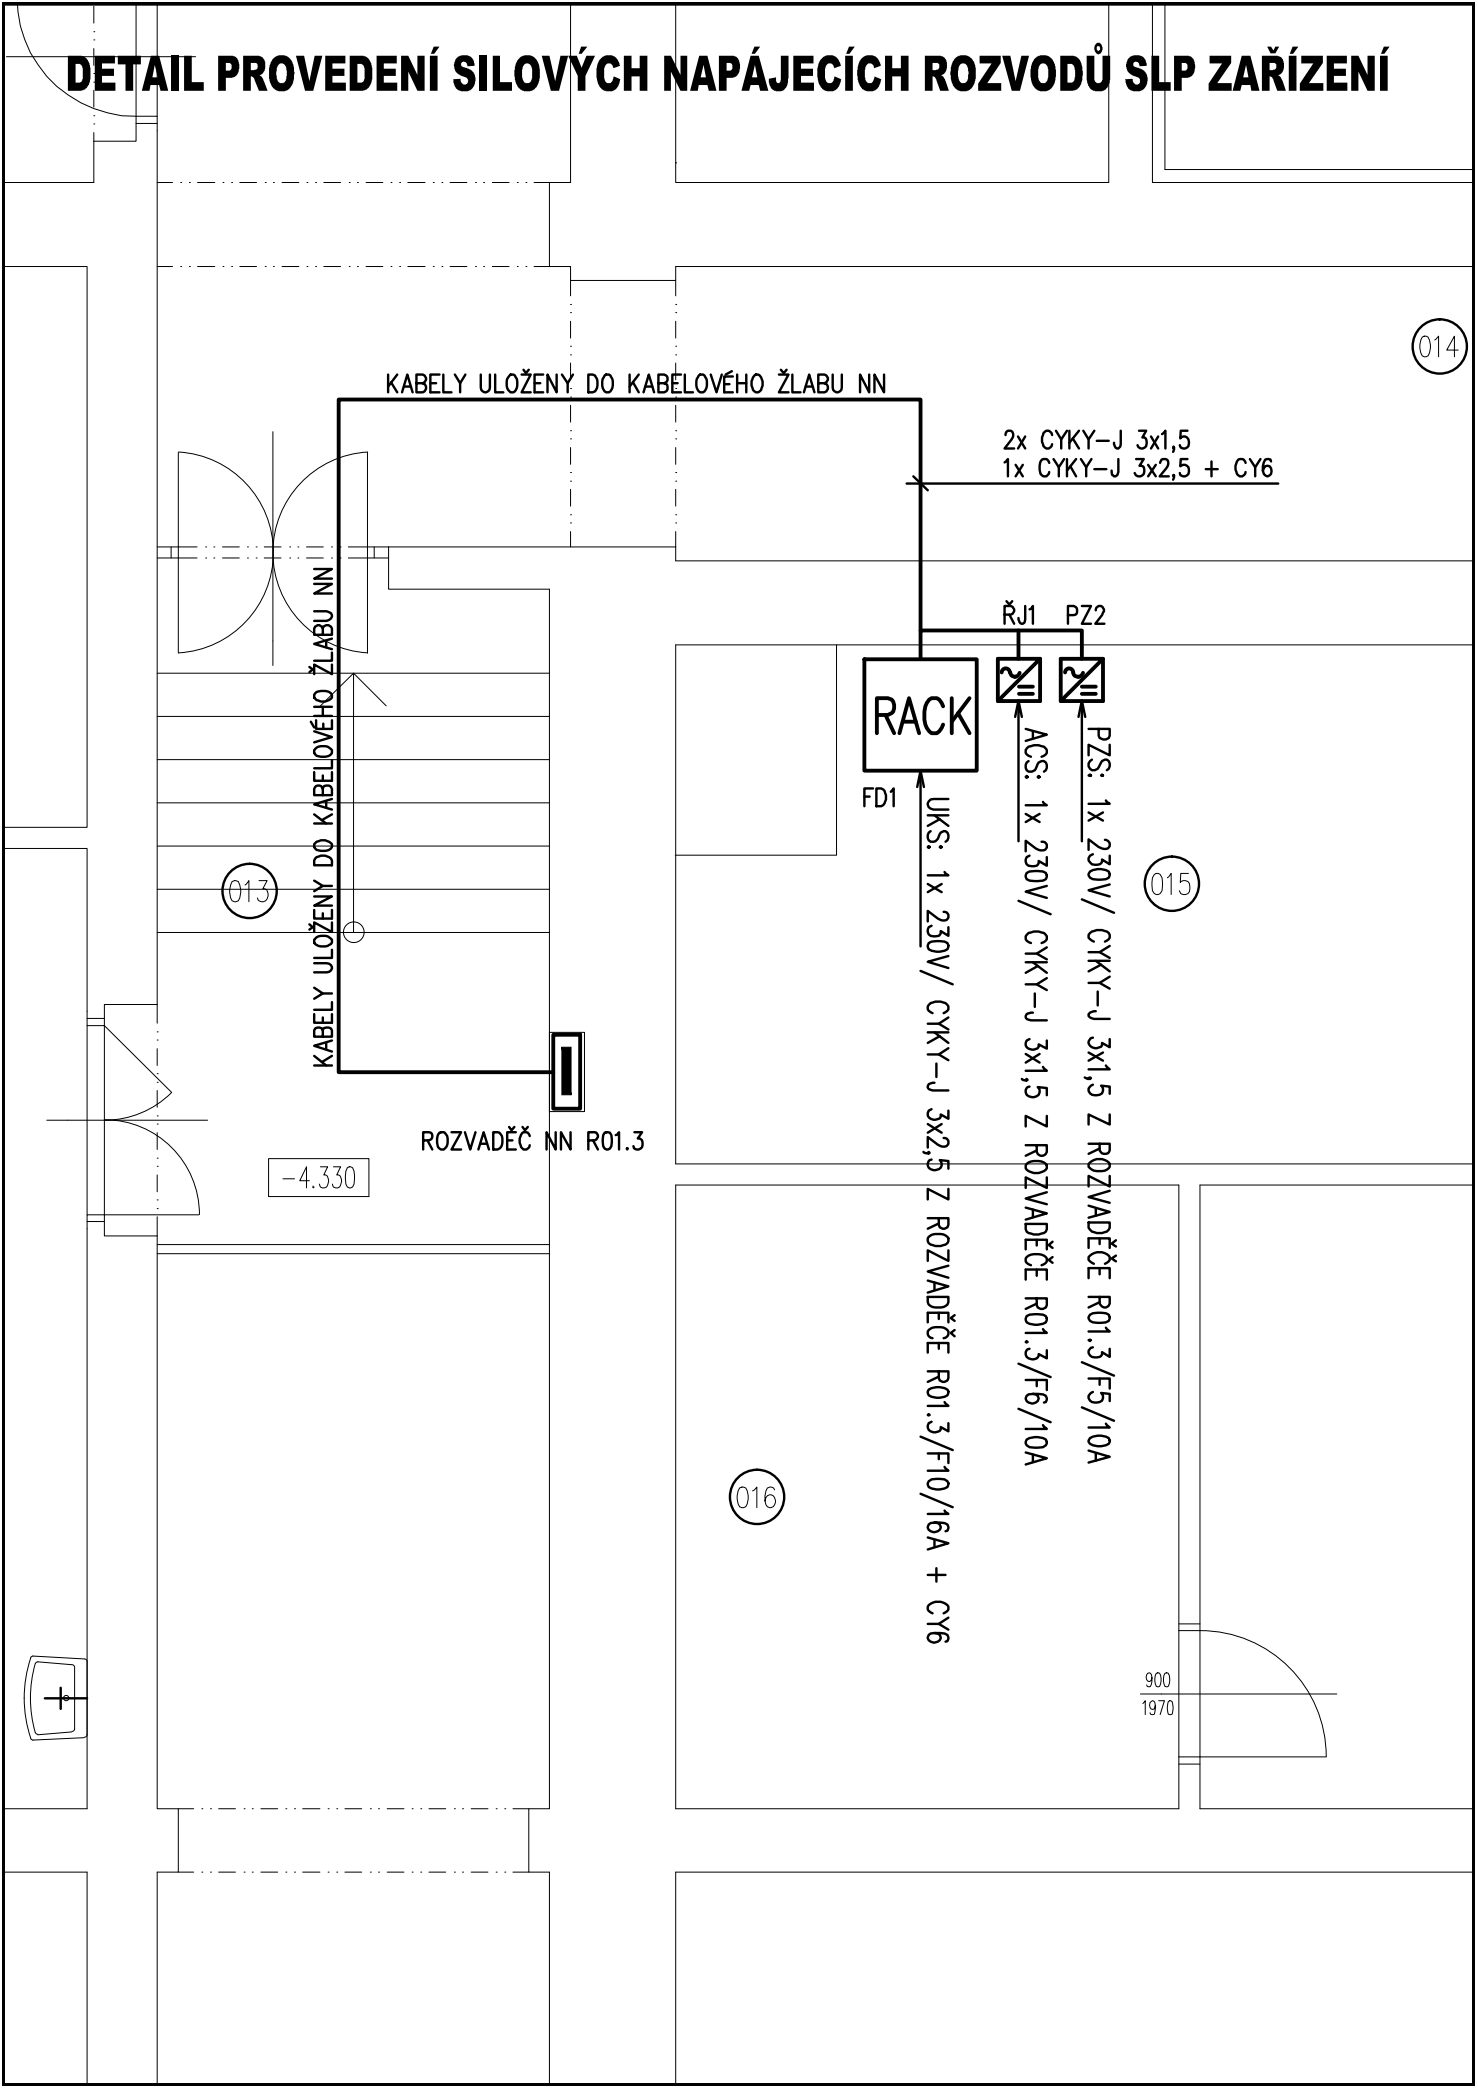 DETAIL PROVEDENÍ SILOVÝCH NAPÁJECÍCH ROZVODŮ SLP ZAŘÍZENÍ
014
KABELY ULOŽENY DO KABELOVÉHO ŽLABU NN
2x CYKY-J 3x1,5
1x CYKY-J 3x2,5 + CY6
KABELY ULOŽENY DO KABELOVÉHO ŽLABU NN
ŘJ1
PZ2
RACK
FD1
UKS: 1x 230V/ CYKY-J 3x2,5 Z ROZVADĚČE R01.3/F10/16A + CY6
ACS: 1x 230V/ CYKY-J 3x1,5 Z ROZVADĚČE R01.3/F6/10A
PZS: 1x 230V/ CYKY-J 3x1,5 Z ROZVADĚČE R01.3/F5/10A
013
015
ROZVADĚČ NN R01.3
-4.330
016
900
1970